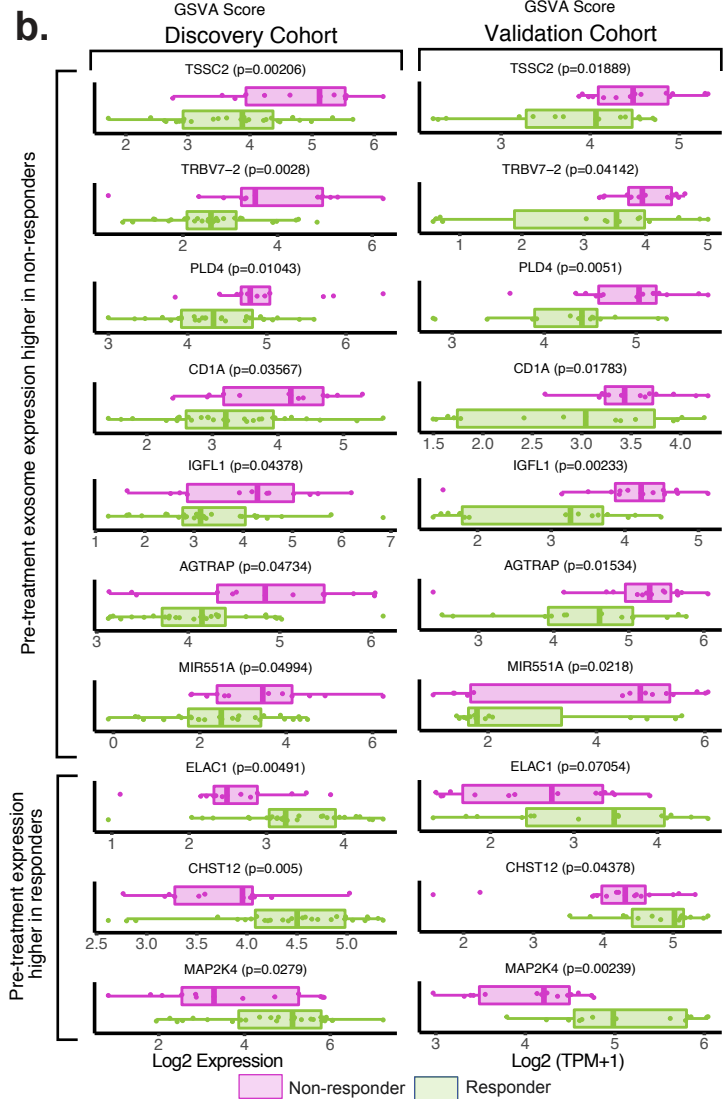 b.
GSVA Score
Discovery Cohort
GSVA Score
Validation Cohort
Pre-treatment exosome expression higher in non-responders
TSSC2 (p=0.00206)
2 3 4 5 6
TSSC2 (p=0.01889)
3 4 5
TRBV7−2 (p=0.0028)
2 4 6
TRBV7−2 (p=0.04142)
1 2 3 4 5
PLD4 (p=0.01043)
3 4 5 6
PLD4 (p=0.0051)
3 4 5
CD1A (p=0.03567)
2 3 4 5
CD1A (p=0.01783)
1.5 2.0 2.5 3.0 3.5 4.0
IGFL1 (p=0.04378)
1 2 3 4 5 6 7
IGFL1 (p=0.00233)
2 3 4 5
AGTRAP (p=0.04734)
3 4 5 6
AGTRAP (p=0.01534)
3 4 5 6
MIR551A (p=0.04994)
0 2 4 6
MIR551A (p=0.0218)
2 4 6
Pre-treatment expression
higher in responders
ELAC1 (p=0.00491)
1 2 3 4
ELAC1 (p=0.07054)
2 3 4
CHST12 (p=0.005)
2.5 3.0 3.5 4.0 4.5 5.0
CHST12 (p=0.04378)
2 3 4 5
MAP2K4 (p=0.0279)
2 4 6
MAP2K4 (p=0.00239)
3 4 5 6
Log2 Expression
Log2 (TPM+1)
Non-responder
Responder